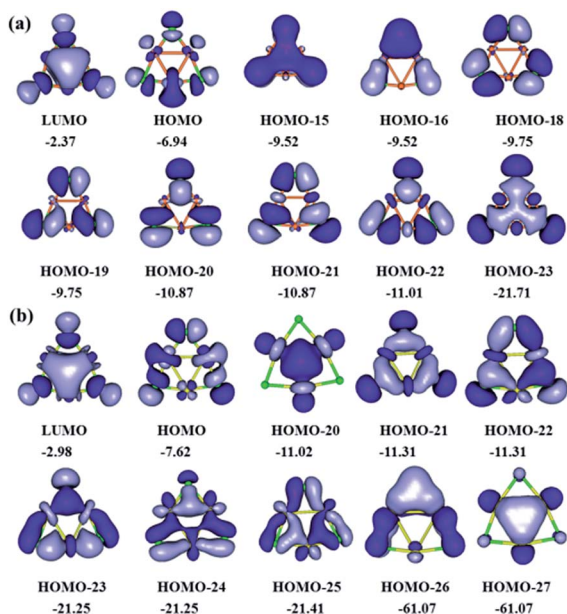 (a)
LUMO HOMO HOMO-15 HOMO-16 HOMO-18
-2.37 -6.94 -9.52 -9.52 -9.75
HOMO-19 HOMO-20 HOMO-21 HOMO-22 HOMO-23
-9.75 -10.87 -10.87 -11.01 -21.71
(b)
LUMO HOMO HOMO-20 HOMO-21 HOMO-22
-2.98 -7.62 -11.02 -11.31 -11.31
HOMO-23 HOMO-24 HOMO-25 HOMO-26 HOMO-27
-21.25 -21.25 -21.41 -61.07 -61.07